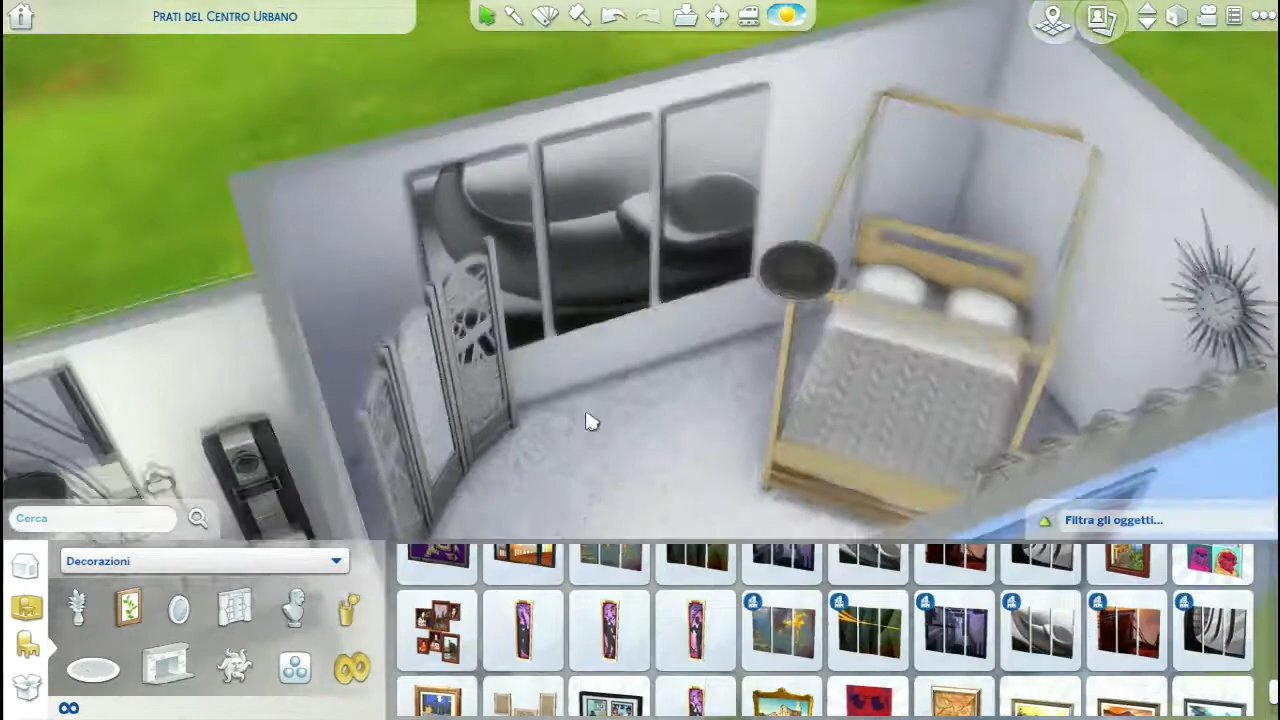 Prati del Centro Urbano
Cerca
Filtra gli oggetti...
Decorazioni